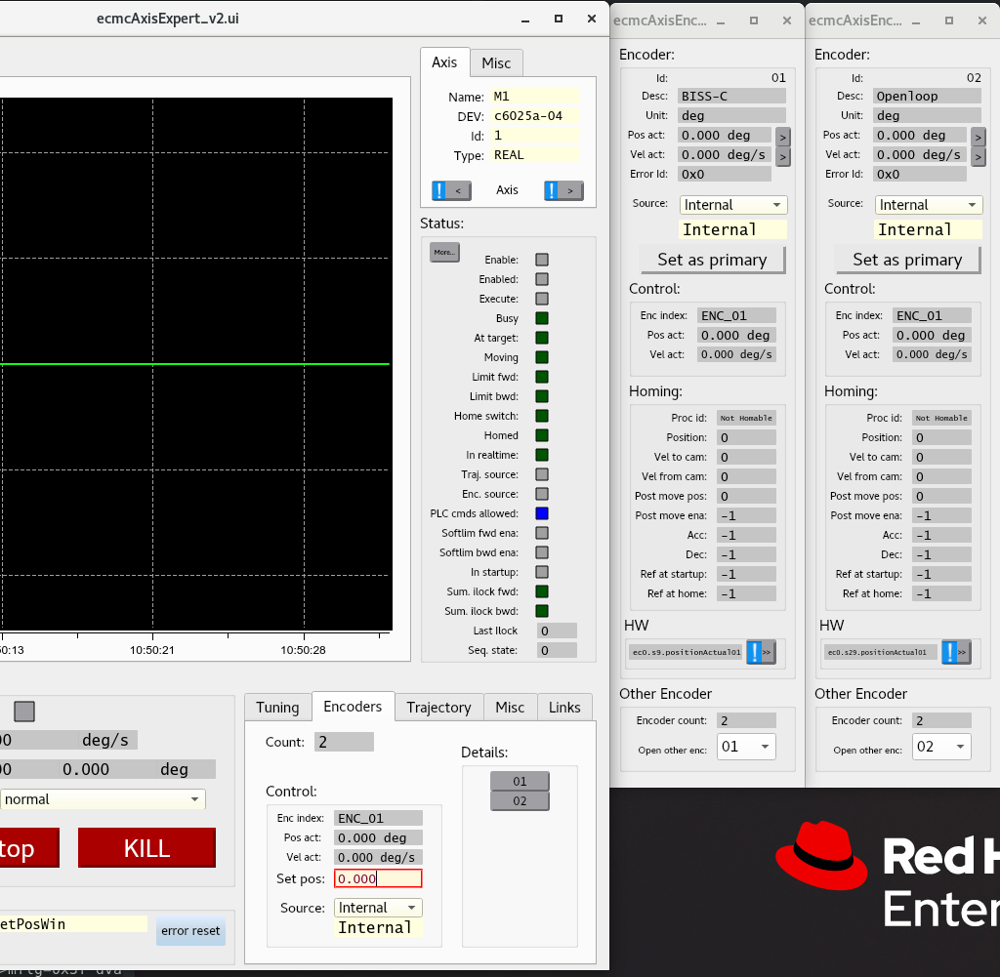 ecmcAxisExpert_v2.ui
Axis
Misc
Name: M1
DEV: c6025a-04
Id: 1
Type: REAL
! < Axis ! >
Status:
More...
Enable:
Enabled:
Execute:
Busy
At target:
Moving
Limit fwd:
Limit bwd:
Home switch:
Homed
In realtime:
Traj. source:
Enc. source:
PLC cmds allowed:
Softlim fwd ena:
Softlim bwd ena:
In startup:
Sum. ilock fwd:
Sum. ilock bwd:
Last Ilock 0
Seq. state: 0
50:13 10:50:21 10:50:28
00 deg/s
00 0.000 deg
normal
top KILL
etPosWin error reset
Tuning Encoders Trajectory Misc Links
Count: 2
Control:
Enc index: ENC_01
Pos act: 0.000 deg
Vel act: 0.000 deg/s
Set pos: 0.000
Source: Internal
Internal
Details:
01
02
ecmcAxisEnc...
Encoder:
Id: 01
Desc: BISS-C
Unit: deg
Pos act: 0.000 deg >
Vel act: 0.000 deg/s >
Error Id: 0x0
Source: Internal
Internal
Set as primary
Control:
Enc index: ENC_01
Pos act: 0.000 deg
Vel act: 0.000 deg/s
Homing:
Proc id: Not Homable
Position: 0
Vel to cam: 0
Vel from cam: 0
Post move pos: 0
Post move ena: -1
Acc: -1
Dec: -1
Ref at startup: -1
Ref at home: -1
HW
ec0.s9.positionActual01 ! >>
Other Encoder
Encoder count: 2
Open other enc: 01
ecmcAxisEnc...
Encoder:
Id: 02
Desc: Openloop
Unit: deg
Pos act: 0.000 deg >
Vel act: 0.000 deg/s >
Error Id: 0x0
Source: Internal
Internal
Set as primary
Control:
Enc index: ENC_01
Pos act: 0.000 deg
Vel act: 0.000 deg/s
Homing:
Proc id: Not Homable
Position: 0
Vel to cam: 0
Vel from cam: 0
Post move pos: 0
Post move ena: -1
Acc: -1
Dec: -1
Ref at startup: -1
Ref at home: -1
HW
ec0.s29.positionActual01 ! >>
Other Encoder
Encoder count: 2
Open other enc: 02
Red H
Enter